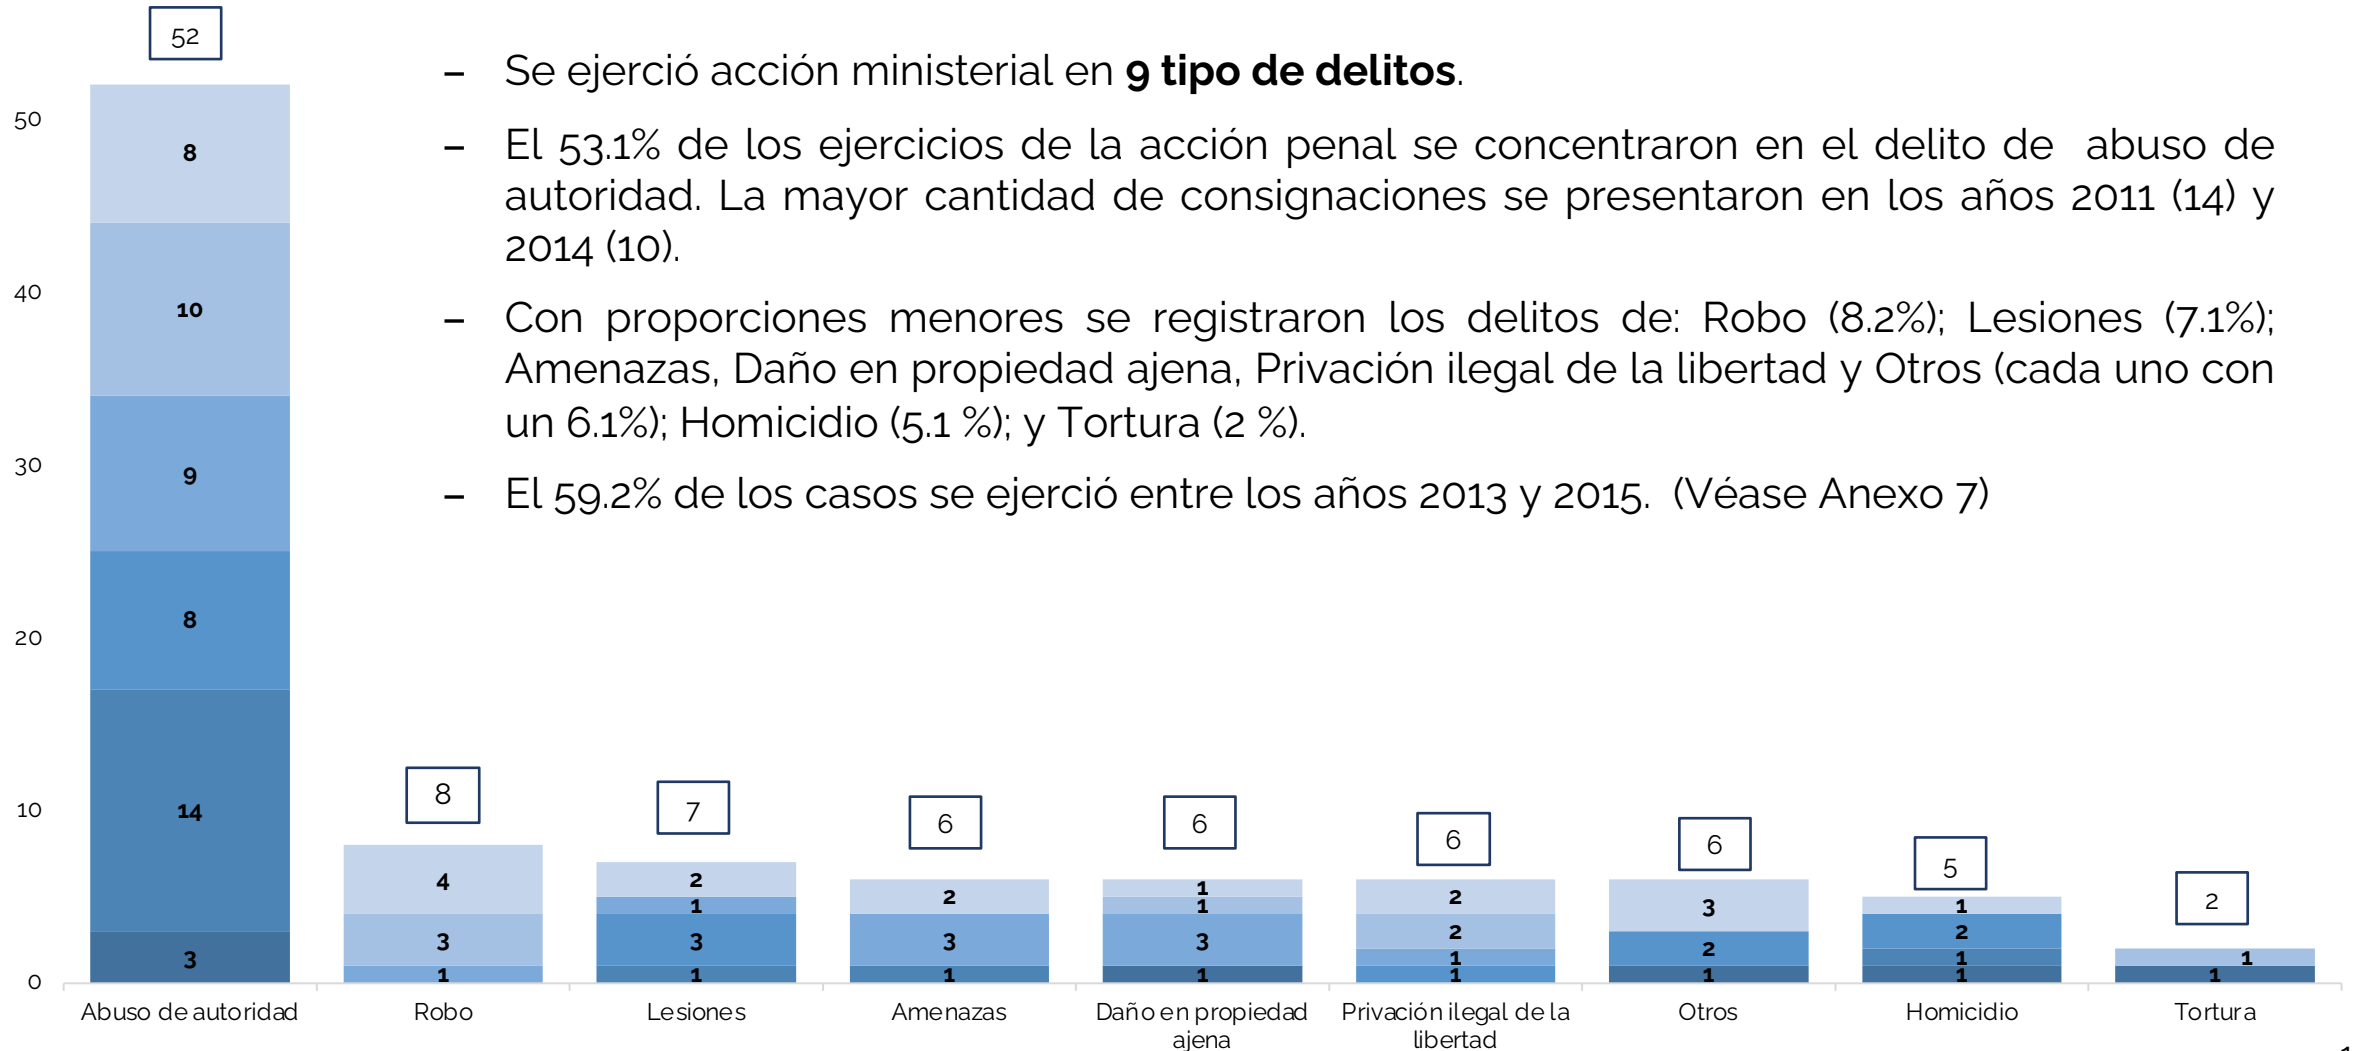 52
– Se ejerció acción ministerial en 9 tipo de delitos.
– El 53.1% de los ejercicios de la acción penal se concentraron en el delito de abuso de
autoridad. La mayor cantidad de consignaciones se presentaron en los años 2011 (14) y
2014 (10).
– Con proporciones menores se registraron los delitos de: Robo (8.2%); Lesiones (7.1%);
Amenazas, Daño en propiedad ajena, Privación ilegal de la libertad y Otros (cada uno con
un 6.1%); Homicidio (5.1 %); y Tortura (2 %).
– El 59.2% de los casos se ejerció entre los años 2013 y 2015. (Véase Anexo 7)
50
40
30
20
10
0
8
10
9
8
14
3
8
4
3
1
7
2
1
3
1
6
2
3
1
6
1
1
3
1
6
2
2
1
1
6
3
2
1
5
1
2
1
1
2
1
1
Abuso de autoridad
Robo
Lesiones
Amenazas
Daño en propiedad
ajena
Privación ilegal de la
libertad
Otros
Homicidio
Tortura